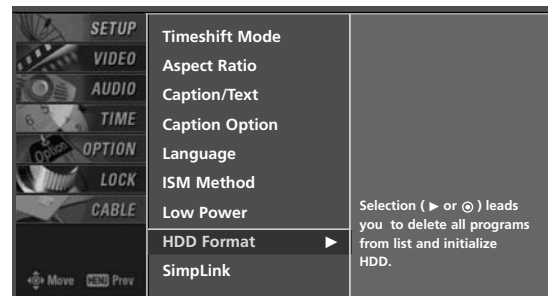 SETUP
VIDEO
AUDIO
TIME
OPTION
LOCK
CABLE
Move MENU Prev
Timeshift Mode
Aspect Ratio
Caption/Text
Caption Option
Language
ISM Method
Low Power
HDD Format ▶
SimpLink
Selection ( ▶ or ◉ ) leads
you to delete all programs
from list and initialize
HDD.